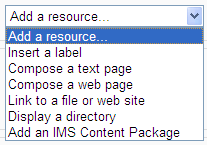 Add a resource...
Add a resource...
Insert a label
Compose a text page
Compose a web page
Link to a file or web site
Display a directory
Add an IMS Content Package